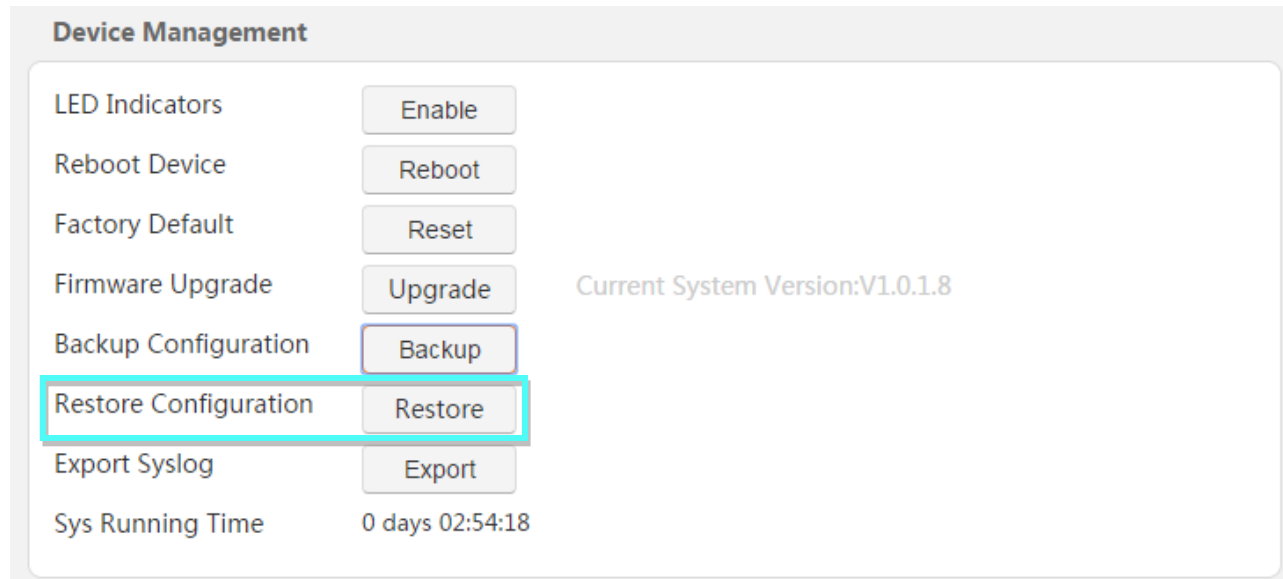 Device Management
LED Indicators Enable
Reboot Device Reboot
Factory Default Reset
Firmware Upgrade Upgrade Current System Version:V1.0.1.8
Backup Configuration Backup
Restore Configuration Restore
Export Syslog Export
Sys Running Time 0 days 02:54:18